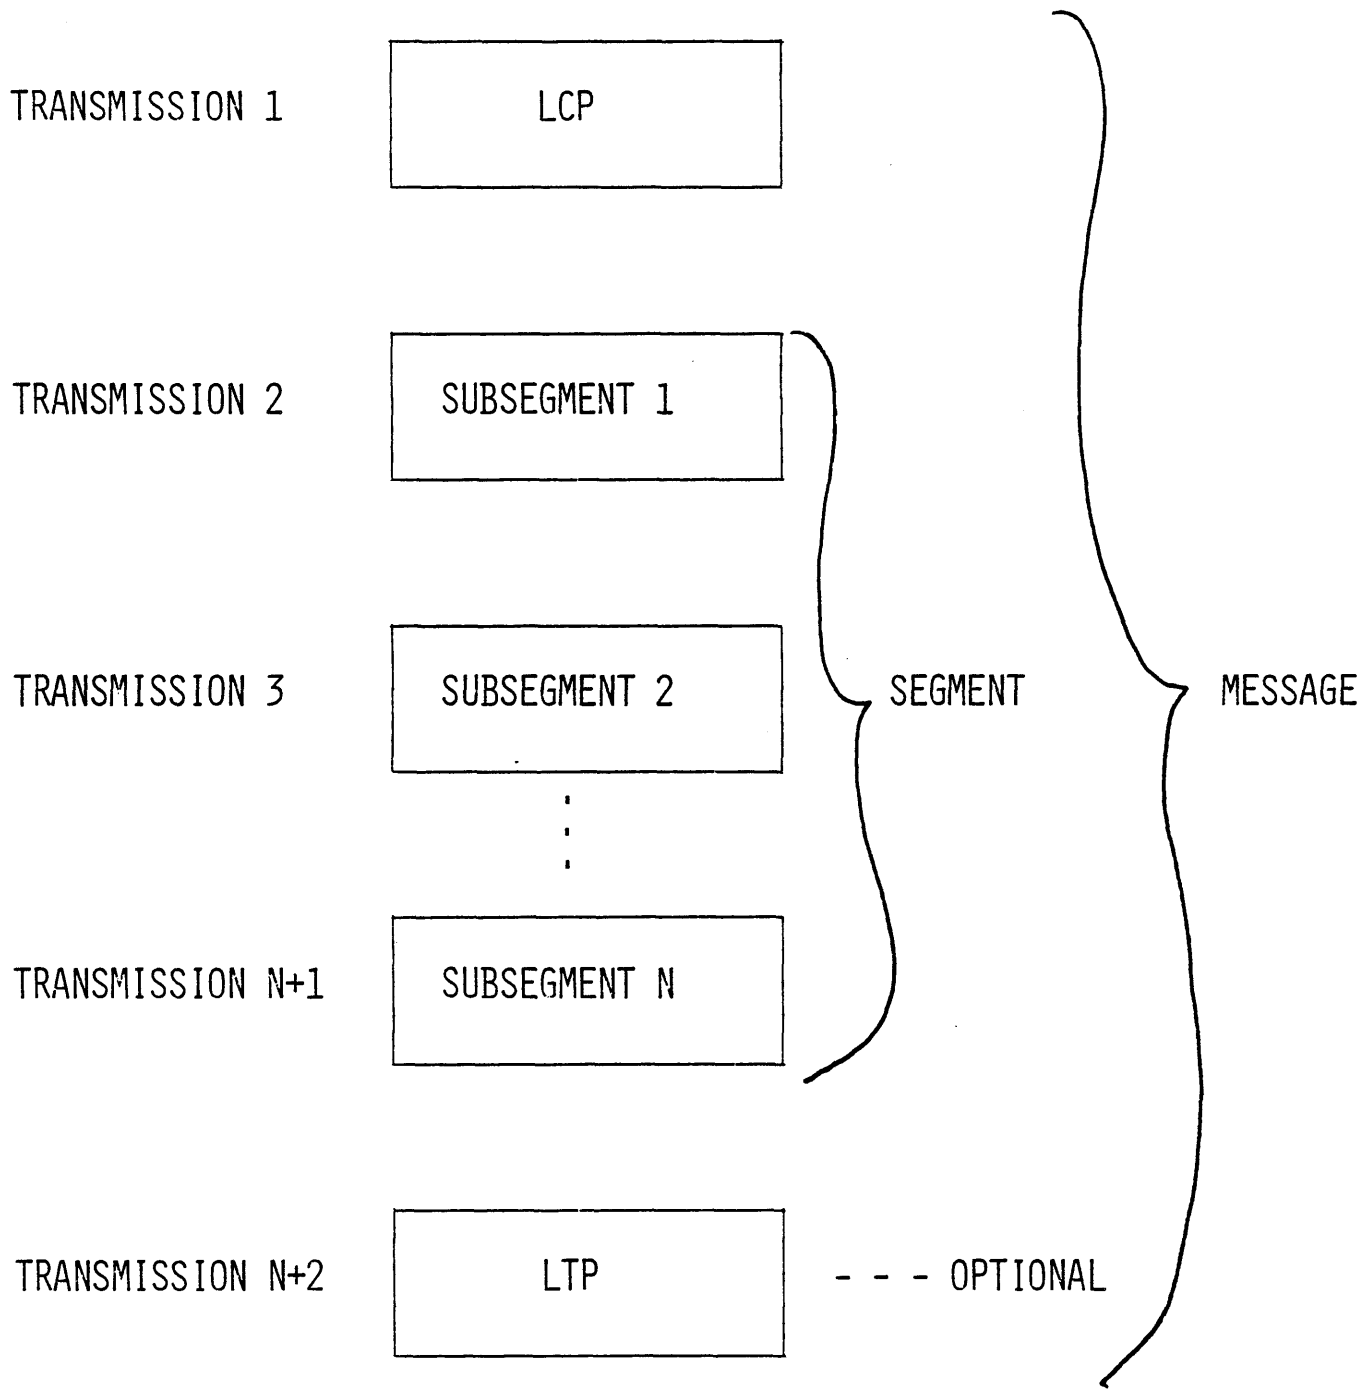 TRANSMISSION 1 LCP
TRANSMISSION 2 SUBSEGMENT 1
TRANSMISSION 3 SUBSEGMENT 2 SEGMENT MESSAGE
TRANSMISSION N+1 SUBSEGMENT N
TRANSMISSION N+2 LTP - - - OPTIONAL